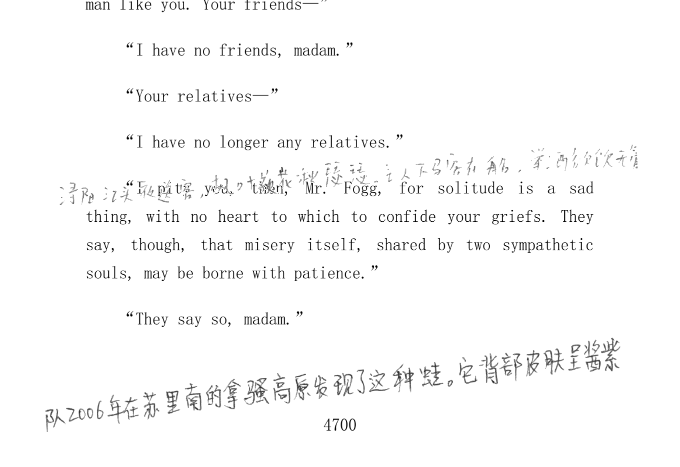 man like you. Your friends—”
“I have no friends, madam.”
“Your relatives—”
“I have no longer any relatives.”
浔阳江头夜送客，枫叶荻花秋瑟瑟。主人下马客在船，举酒欲饮无管
“I pity you, then, Mr. Fogg, for solitude is a sad
thing, with no heart to which to confide your griefs. They
say, though, that misery itself, shared by two sympathetic
souls, may be borne with patience.”
“They say so, madam.”
队2006年在苏里南的拿骚高原发现了这种蛙。它背部皮肤呈酱紫
4700